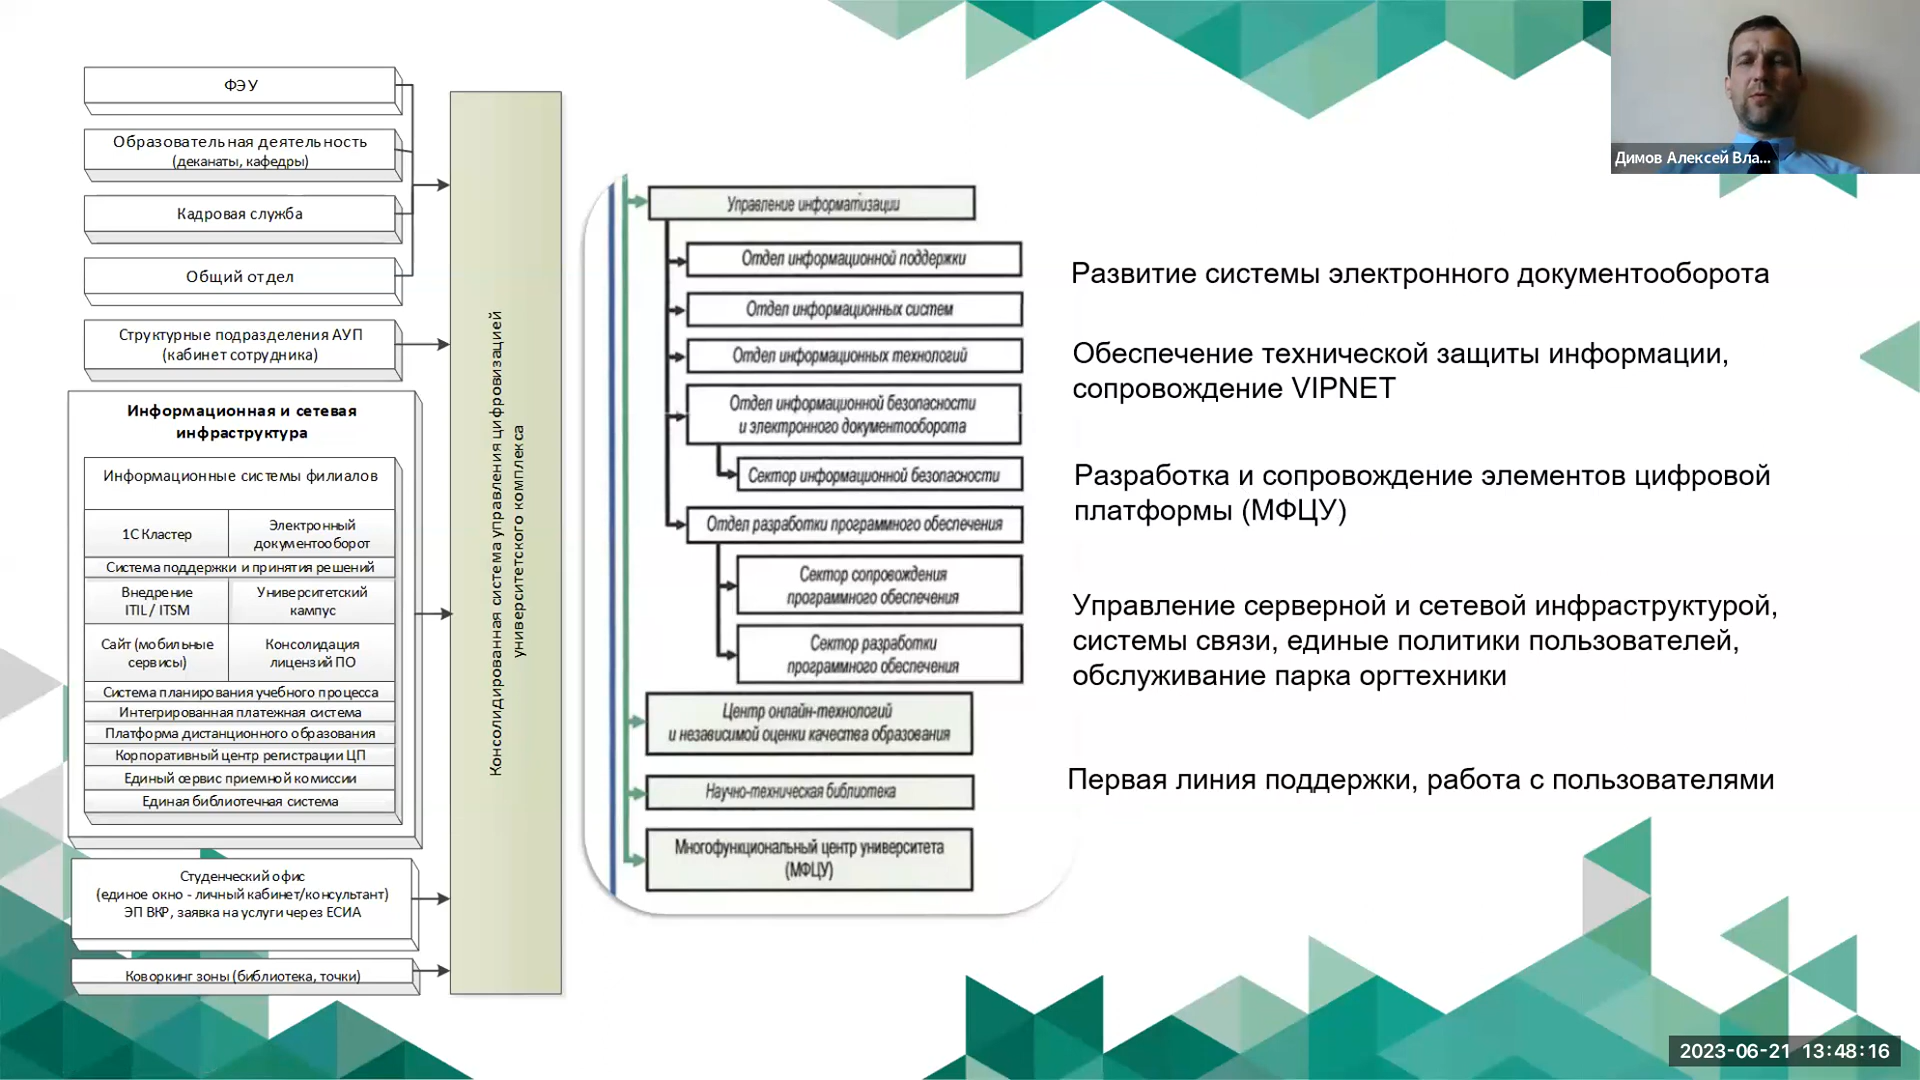 ФЭУ
Образовательная деятельность
(деканаты, кафедры)
Кадровая служба
Общий отдел
Структурные подразделения АУП
(кабинет сотрудника)
Информационная и сетевая
инфраструктура
Информационные системы филиалов
1С Кластер
Электронный
документооборот
Система поддержки и принятия решений
Внедрение
ITIL / ITSM
Университетский
кампус
Сайт (мобильные
сервисы)
Консолидация
лицензий ПО
Система планирования учебного процесса
Интегрированная платежная система
Платформа дистанционного образования
Корпоративный центр регистрации ЦП
Единый сервис приемной комиссии
Единая библиотечная система
Студенческий офис
(единое окно - личный кабинет/консультант)
ЭП ВКР, заявка на услуги через ЕСИА
Коворкинг зоны (библиотека, точки)
Консолидированная система управления цифровизацией
университетского комплекса
Управление информатизации
Отдел информационной поддержки
Отдел информационных систем
Отдел информационных технологий
Отдел информационной безопасности
и электронного документооборота
Сектор информационной безопасности
Отдел разработки программного обеспечения
Сектор сопровождения
программного обеспечения
Сектор разработки
программного обеспечения
Центр онлайн-технологий
и независимой оценки качества образования
Научно-техническая библиотека
Многофункциональный центр университета
(МФЦУ)
Развитие системы электронного документооборота
Обеспечение технической защиты информации,
сопровождение VIPNET
Разработка и сопровождение элементов цифровой
платформы (МФЦУ)
Управление серверной и сетевой инфраструктурой,
системы связи, единые политики пользователей,
обслуживание парка оргтехники
Первая линия поддержки, работа с пользователями
Димов Алексей Вла...
2023-06-21 13:48:16